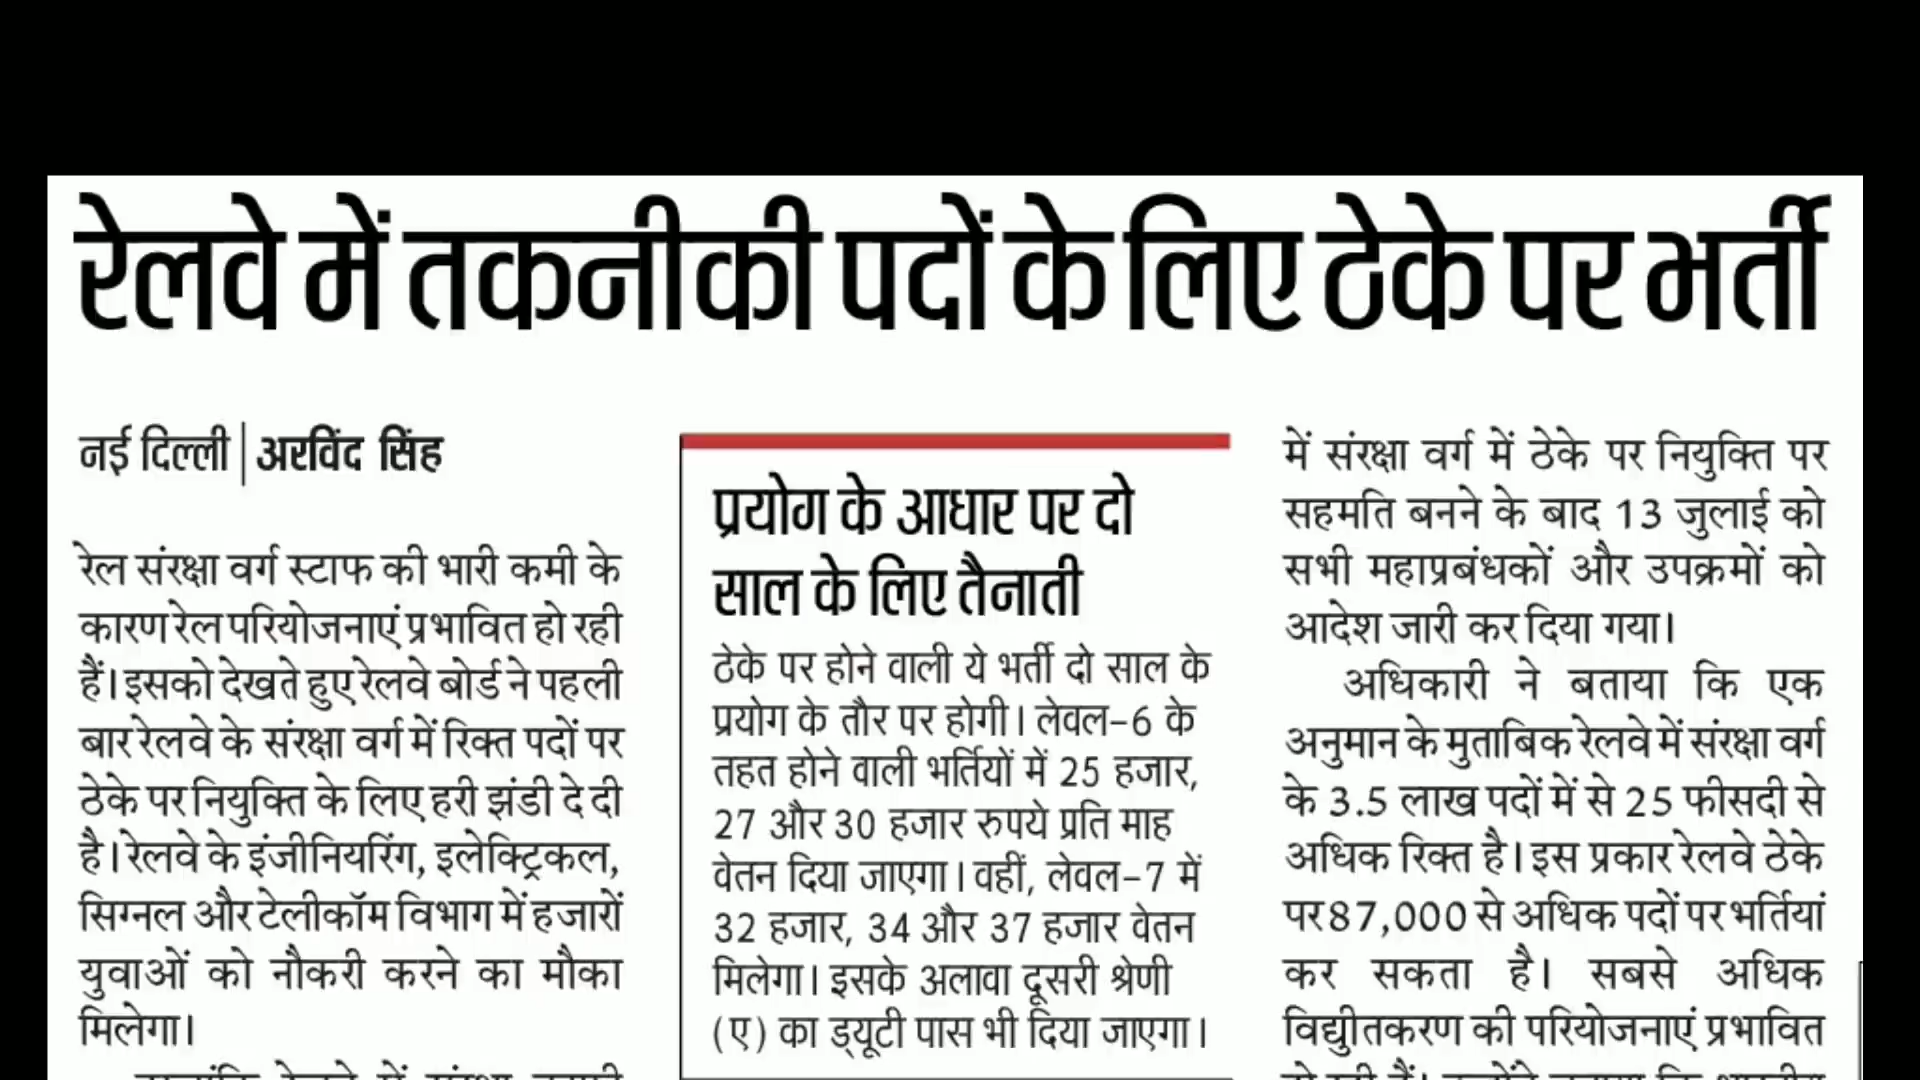 रेलवे में तकनीकी पदों के लिए ठेके पर भर्ती
नई दिल्ली | अरविंद सिंह
रेल संरक्षा वर्ग स्टाफ की भारी कमी के
कारण रेल परियोजनाएं प्रभावित हो रही
हैं। इसको देखते हुए रेलवे बोर्ड ने पहली
बार रेलवे के संरक्षा वर्ग में रिक्त पदों पर
ठेके पर नियुक्ति के लिए हरी झंडी दे दी
है। रेलवे के इंजीनियरिंग, इलेक्ट्रिकल,
सिग्नल और टेलीकॉम विभाग में हजारों
युवाओं को नौकरी करने का मौका
मिलेगा।
प्रयोग के आधार पर दो
साल के लिए तैनाती
ठेके पर होने वाली ये भर्ती दो साल के
प्रयोग के तौर पर होगी। लेवल-6 के
तहत होने वाली भर्तियों में 25 हजार,
27 और 30 हजार रुपये प्रति माह
वेतन दिया जाएगा। वहीं, लेवल-7 में
32 हजार, 34 और 37 हजार वेतन
मिलेगा। इसके अलावा दूसरी श्रेणी
(ए) का ड्यूटी पास भी दिया जाएगा।
में संरक्षा वर्ग में ठेके पर नियुक्ति पर
सहमति बनने के बाद 13 जुलाई को
सभी महाप्रबंधकों और उपक्रमों को
आदेश जारी कर दिया गया।
अधिकारी ने बताया कि एक
अनुमान के मुताबिक रेलवे में संरक्षा वर्ग
के 3.5 लाख पदों में से 25 फीसदी से
अधिक रिक्त है। इस प्रकार रेलवे ठेके
पर 87,000 से अधिक पदों पर भर्तियां
कर सकता है। सबसे अधिक
विद्युीतकरण की परियोजनाएं प्रभावित